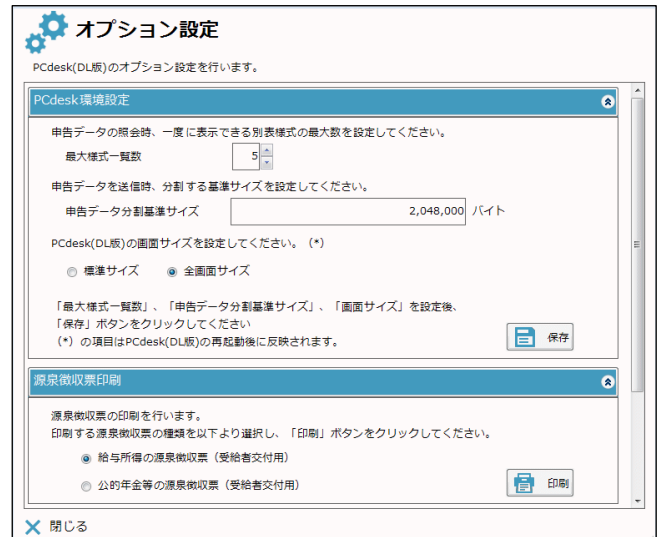 オプション設定
PCdesk(DL版)のオプション設定を行います。
PCdesk環境設定
申告データの照会時、一度に表示できる別表様式の最大数を設定してください。
最大様式一覧数 5
申告データを送信時、分割する基準サイズを設定してください。
申告データ分割基準サイズ 2,048,000 バイト
PCdesk(DL版)の画面サイズを設定してください。(*)
標準サイズ 全画面サイズ
「最大様式一覧数」、「申告データ分割基準サイズ」、「画面サイズ」を設定後、
「保存」ボタンをクリックしてください
(*)の項目はPCdesk(DL版)の再起動後に反映されます。
保存
源泉徴収票印刷
源泉徴収票の印刷を行います。
印刷する源泉徴収票の種類を以下より選択し、「印刷」ボタンをクリックしてください。
給与所得の源泉徴収票(受給者交付用)
公的年金等の源泉徴収票(受給者交付用)
印刷
閉じる